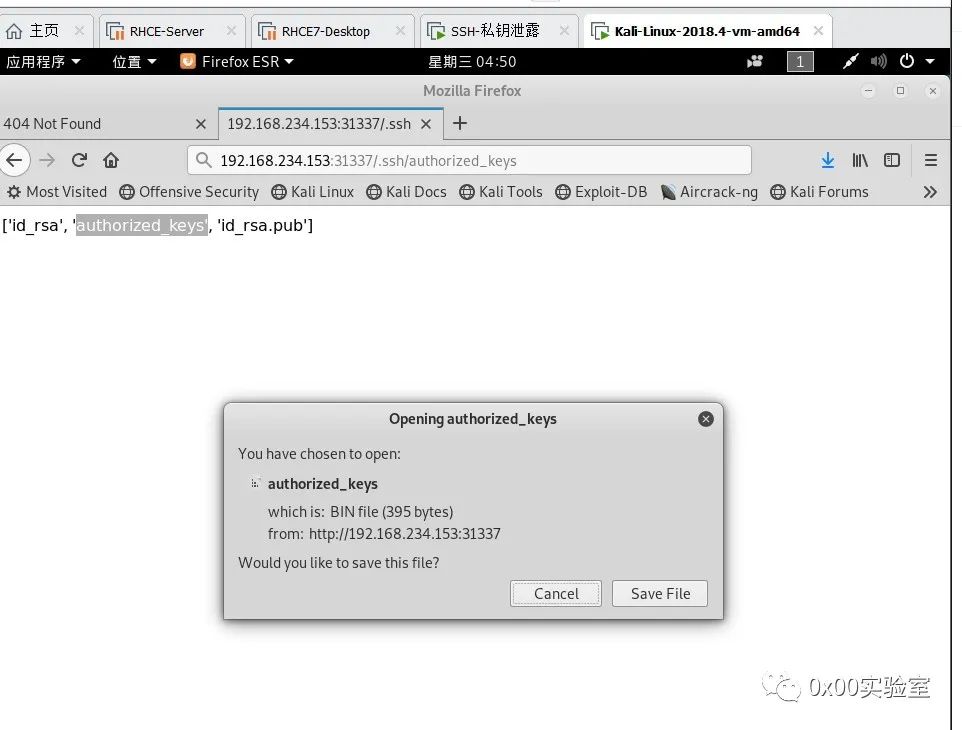 主页 RHCE-Server RHCE7-Desktop SSH-私钥泄露 Kali-Linux-2018.4-vm-amd64
应用程序 位置 Firefox ESR 星期三 04:50 1
Mozilla Firefox
404 Not Found 192.168.234.153:31337/.ssh
192.168.234.153:31337/.ssh/authorized_keys
Most Visited Offensive Security Kali Linux Kali Docs Kali Tools Exploit-DB Aircrack-ng Kali Forums
['id_rsa', 'authorized_keys', 'id_rsa.pub']
Opening authorized_keys
You have chosen to open:
authorized_keys
which is: BIN file (395 bytes)
from: http://192.168.234.153:31337
Would you like to save this file?
Cancel Save File
0x00实验室